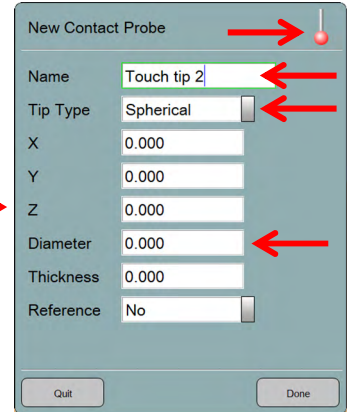 New Contact Probe
Name Touch tip 2
Tip Type Spherical
X 0.000
Y 0.000
Z 0.000
Diameter 0.000
Thickness 0.000
Reference No
Quit Done